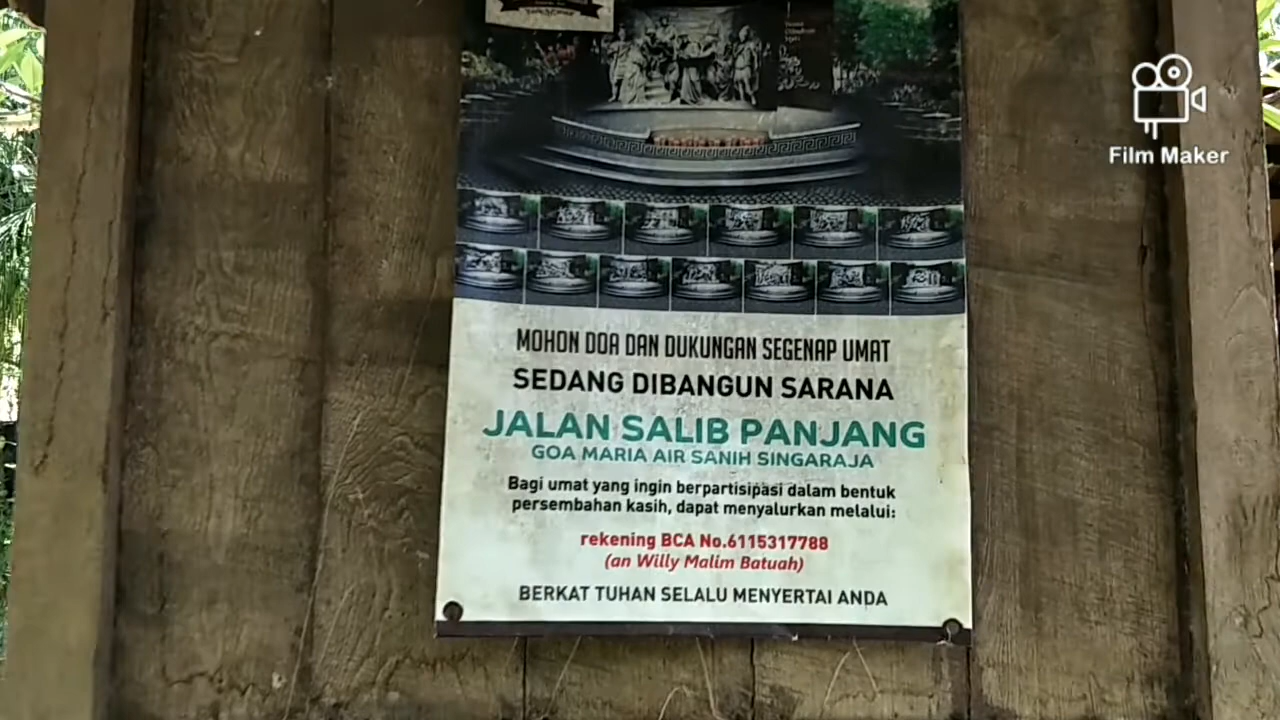 Film Maker
MOHON DOA DAN DUKUNGAN SEGENAP UMAT
SEDANG DIBANGUN SARANA
JALAN SALIB PANJANG
GOA MARIA AIR SANIH SINGARAJA
Bagi umat yang ingin berpartisipasi dalam bentuk
persembahan kasih, dapat menyalurkan melalui:
rekening BCA No.6115317788
(an Willy Malim Batuah)
BERKAT TUHAN SELALU MENYERTAI ANDA